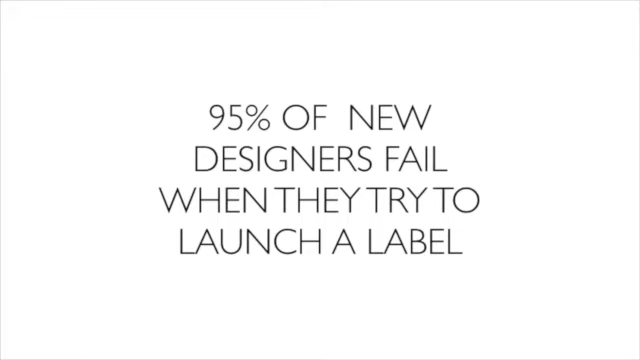 95% OF NEW
DESIGNERS FAIL
WHEN THEY TRY TO
LAUNCH A LABEL